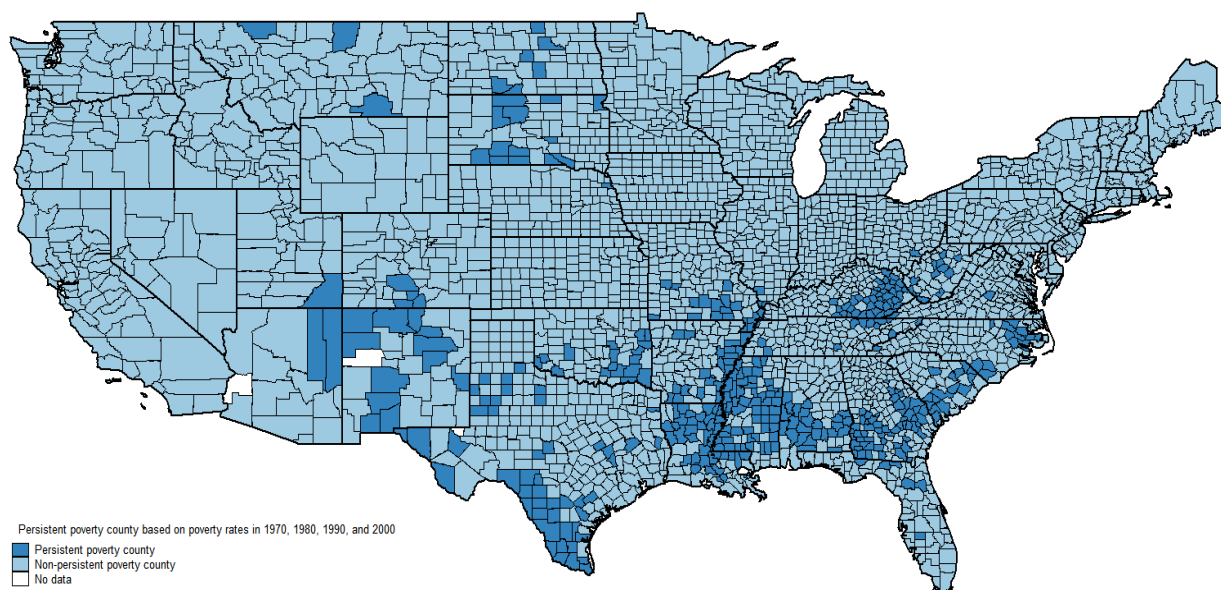 Persistent poverty county based on poverty rates in 1970, 1980, 1990, and 2000
Persistent poverty county
Non-persistent poverty county
No data